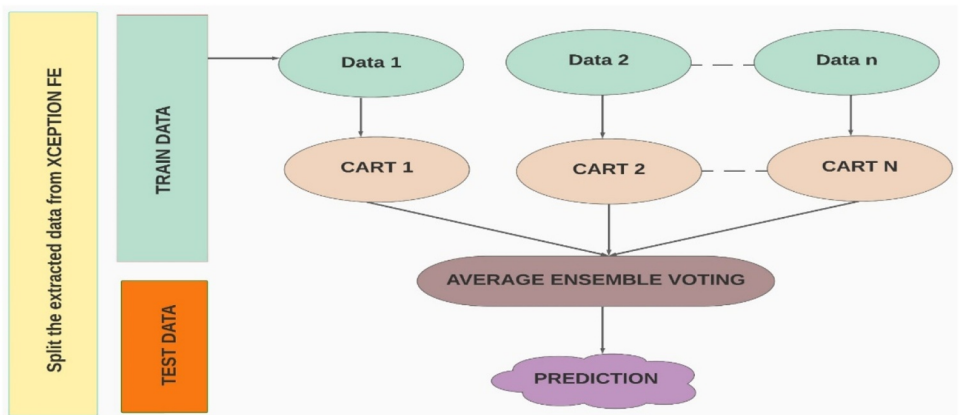 Split the extracted data from XCEPTION FE
TRAIN DATA
TEST DATA
Data 1
Data 2
Data n
CART 1
CART 2
CART N
AVERAGE ENSEMBLE VOTING
PREDICTION